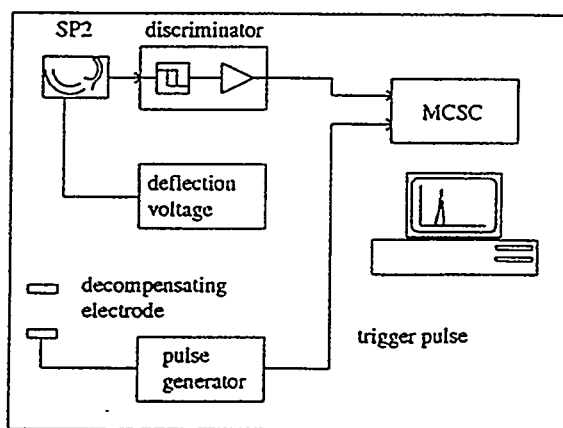 SP2
discriminator
MCSC
deflection
voltage
decompensating
electrode
trigger pulse
pulse
generator